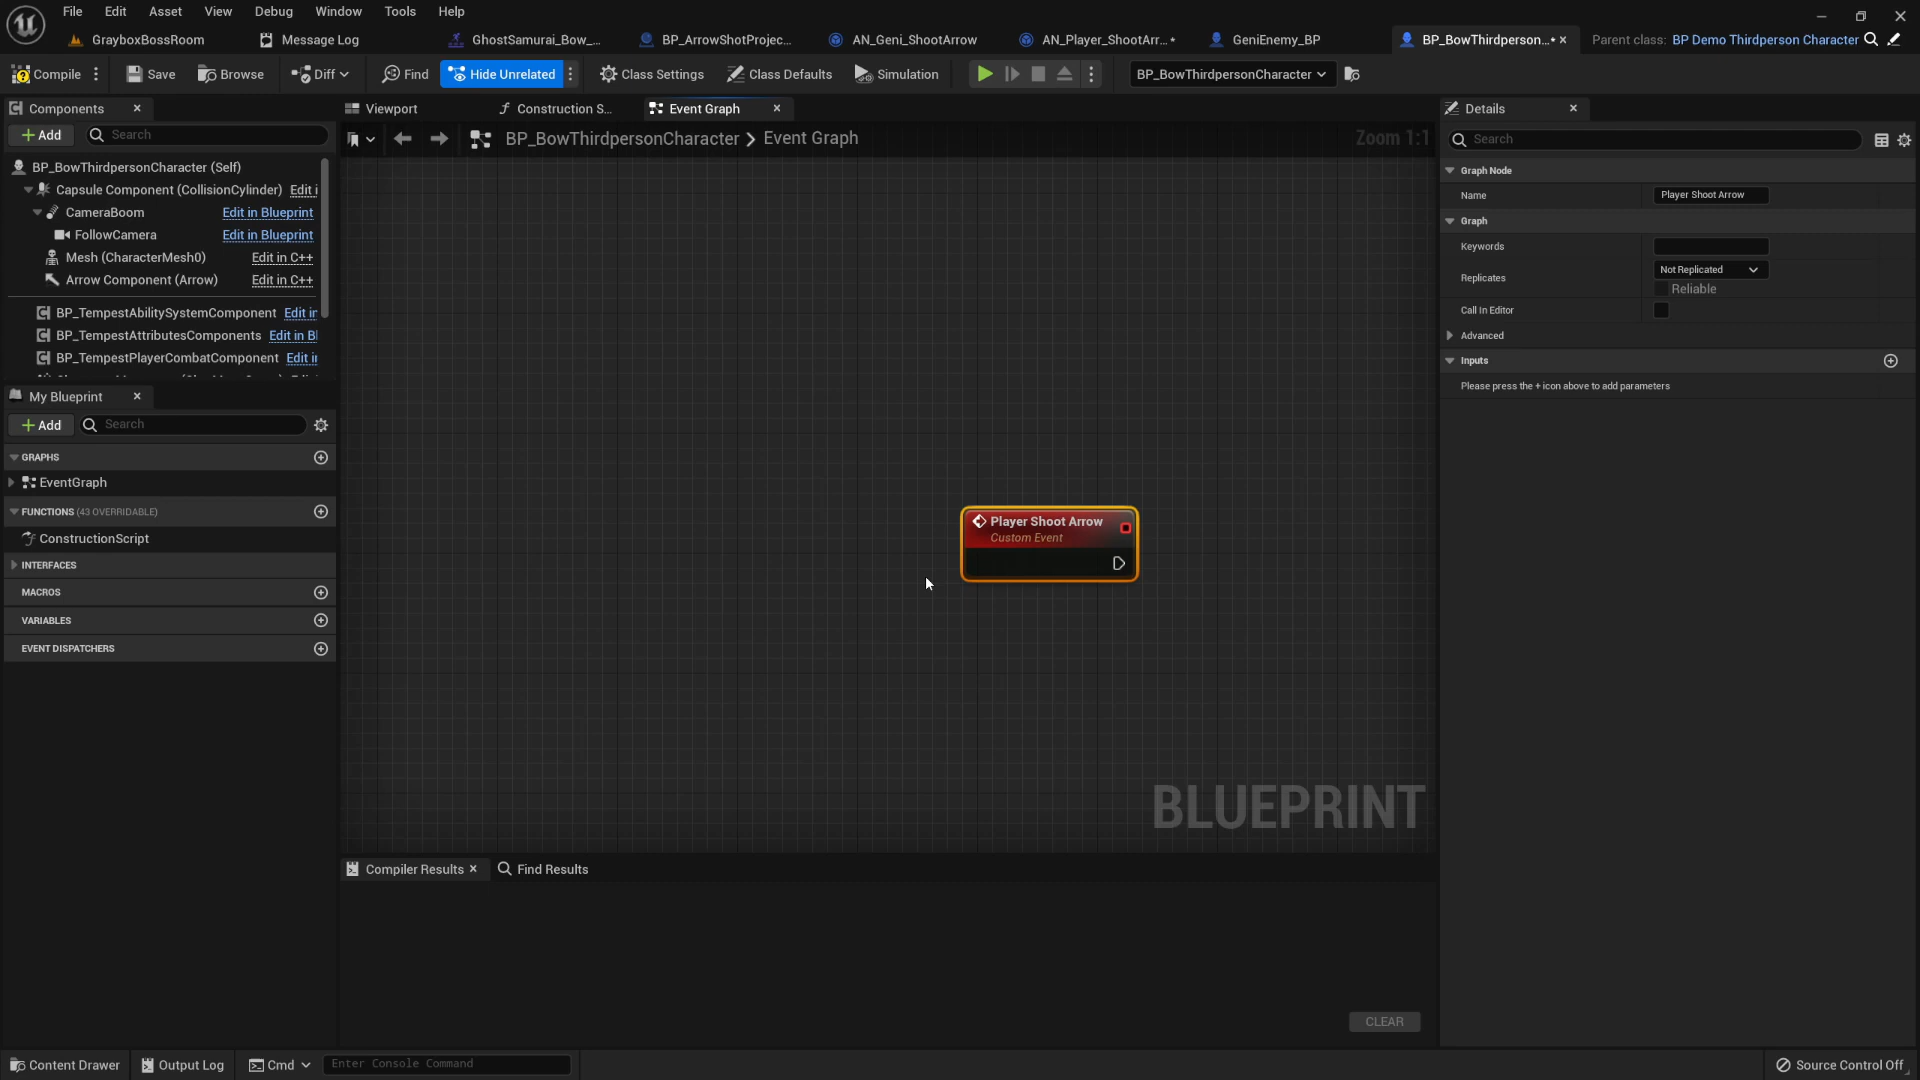 File Edit Asset View Debug Window Tools Help
GrayboxBossRoom Message Log GhostSamurai_Bow_... BP_ArrowShotProjec... AN_Geni_ShootArrow AN_Player_ShootArr...* GeniEnemy_BP BP_BowThirdperson...* Parent class: BP Demo Thirdperson Character
Compile Save Browse Diff Find Hide Unrelated Class Settings Class Defaults Simulation BP_BowThirdpersonCharacter
Components Viewport Construction S... Event Graph Details
Add Search
BP_BowThirdpersonCharacter > Event Graph Zoom 1:1
Search
BP_BowThirdpersonCharacter (Self)
Capsule Component (CollisionCylinder) Edit i
CameraBoom Edit in Blueprint
FollowCamera Edit in Blueprint
Mesh (CharacterMesh0) Edit in C++
Arrow Component (Arrow) Edit in C++
BP_TempestAbilitySystemComponent Edit in
BP_TempestAttributesComponents Edit in Bl
BP_TempestPlayerCombatComponent Edit i
My Blueprint
Add Search
GRAPHS
EventGraph
FUNCTIONS (43 OVERRIDABLE)
ConstructionScript
INTERFACES
MACROS
VARIABLES
EVENT DISPATCHERS
Player Shoot Arrow
Custom Event
BLUEPRINT
Graph Node
Name Player Shoot Arrow
Graph
Keywords
Replicates Not Replicated
Reliable
Call In Editor
Advanced
Inputs
Please press the + icon above to add parameters
Compiler Results Find Results
CLEAR
Content Drawer Output Log Cmd Enter Console Command Source Control Off